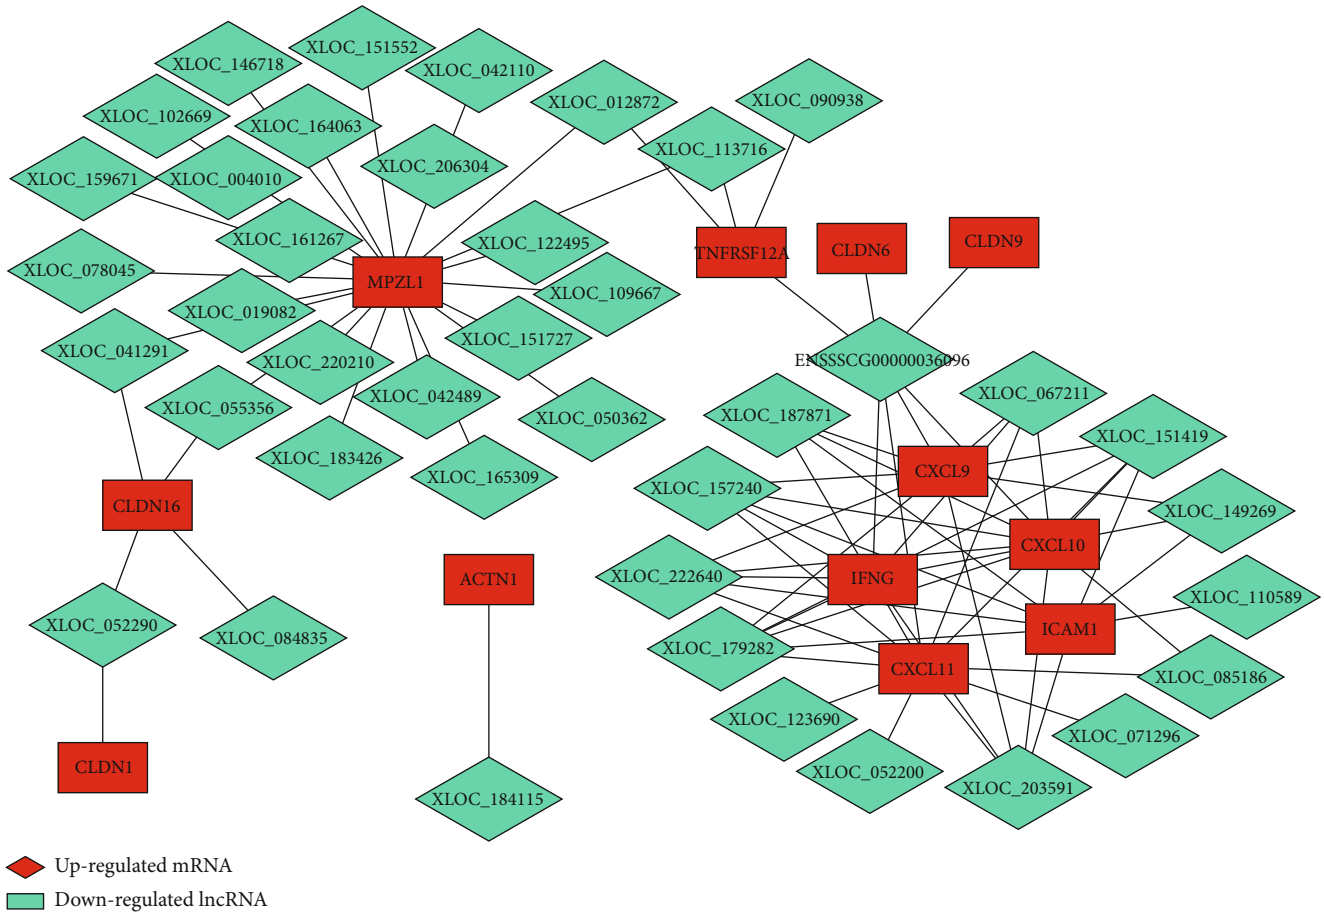 XLOC_151552
XLOC_146718
XLOC_042110
XLOC_012872
XLOC_090938
XLOC_102669
XLOC_164063
XLOC_113716
XLOC_206304
XLOC_159671
XLOC_004010
XLOC_161267
XLOC_122495
TNFRSF12A
CLDN6
CLDN9
XLOC_078045
MPZL1
XLOC_109667
XLOC_019082
XLOC_151727
XLOC_041291
XLOC_220210
ENSSSCG00000036096
XLOC_042489
XLOC_067211
XLOC_055356
XLOC_050362
XLOC_187871
XLOC_151419
XLOC_183426
XLOC_165309
CXCL9
XLOC_157240
CLDN16
XLOC_149269
CXCL10
ACTN1
XLOC_222640
IFNG
XLOC_110589
XLOC_052290
XLOC_084835
ICAM1
XLOC_179282
CXCL11
XLOC_085186
XLOC_123690
XLOC_071296
CLDN1
XLOC_052200
XLOC_203591
XLOC_184115
Up-regulated mRNA
Down-regulated lncRNA